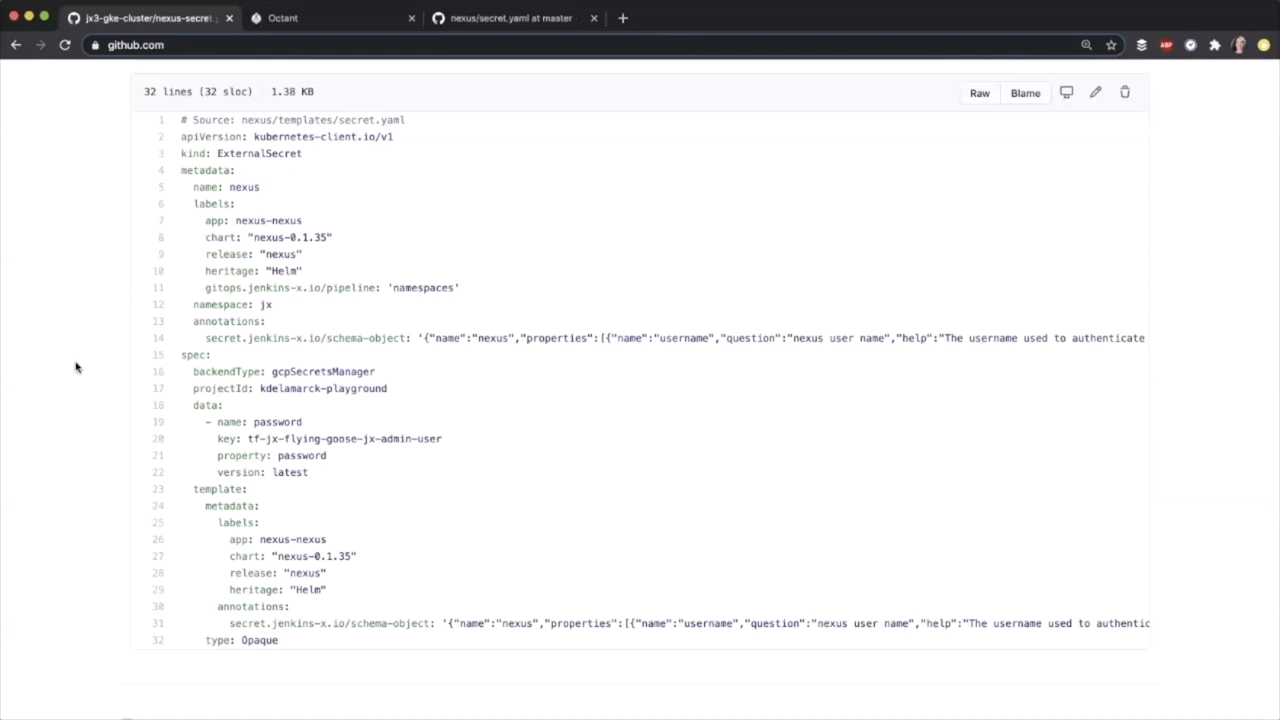 jx3-gke-cluster/nexus-secret.
Octant
nexus/secret.yaml at master
github.com
ABP
32 lines (32 sloc) 1.38 KB
Raw
Blame
1 # Source: nexus/templates/secret.yaml
2 apiVersion: kubernetes-client.io/v1
3 kind: ExternalSecret
4 metadata:
5 name: nexus
6 labels:
7 app: nexus-nexus
8 chart: "nexus-0.1.35"
9 release: "nexus"
10 heritage: "Helm"
11 gitops.jenkins-x.io/pipeline: 'namespaces'
12 namespace: jx
13 annotations:
14 secret.jenkins-x.io/schema-object: '{"name":"nexus","properties":[{"name":"username","question":"nexus user name","help":"The username used to authenticate
15 spec:
16 backendType: gcpSecretsManager
17 projectId: kdelamarck-playground
18 data:
19 - name: password
20 key: tf-jx-flying-goose-jx-admin-user
21 property: password
22 version: latest
23 template:
24 metadata:
25 labels:
26 app: nexus-nexus
27 chart: "nexus-0.1.35"
28 release: "nexus"
29 heritage: "Helm"
30 annotations:
31 secret.jenkins-x.io/schema-object: '{"name":"nexus","properties":[{"name":"username","question":"nexus user name","help":"The username used to authentic
32 type: Opaque